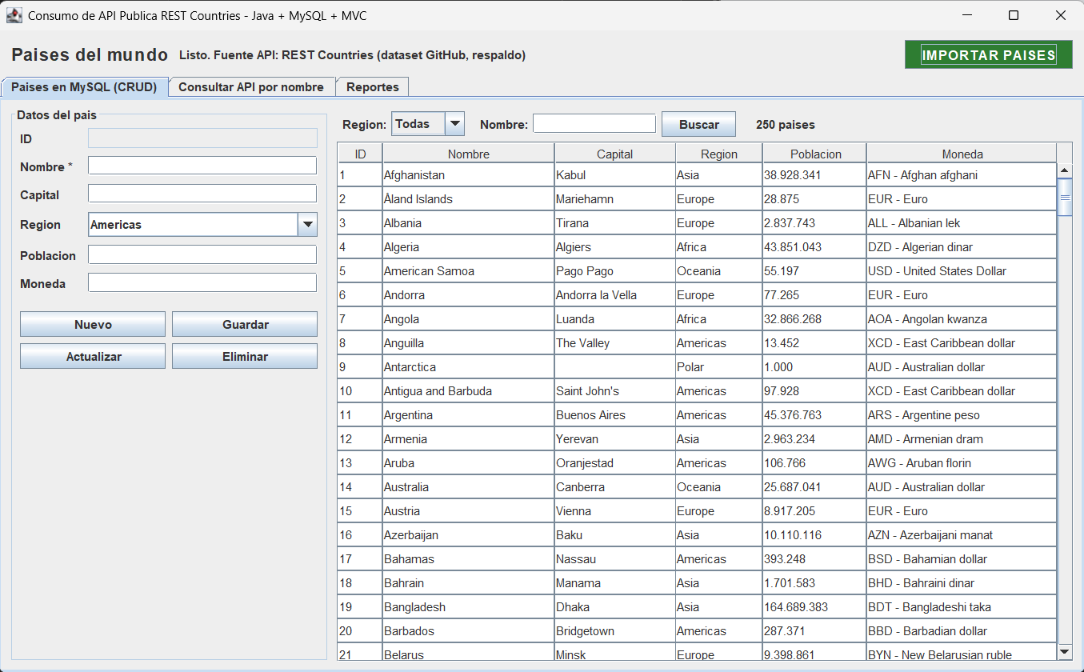 Consumo de API Publica REST Countries - Java + MySQL + MVC
Paises del mundo Listo. Fuente API: REST Countries (dataset GitHub, respaldo) IMPORTAR PAISES
Paises en MySQL (CRUD) Consultar API por nombre Reportes
Datos del pais
ID
Nombre *
Capital
Region Americas
Poblacion
Moneda
Nuevo Guardar
Actualizar Eliminar
Region: Todas Nombre: Buscar 250 paises
ID Nombre Capital Region Poblacion Moneda
1 Afghanistan Kabul Asia 38.928.341 AFN - Afghan afghani
2 Åland Islands Mariehamn Europe 28.875 EUR - Euro
3 Albania Tirana Europe 2.837.743 ALL - Albanian lek
4 Algeria Algiers Africa 43.851.043 DZD - Algerian dinar
5 American Samoa Pago Pago Oceania 55.197 USD - United States Dollar
6 Andorra Andorra la Vella Europe 77.265 EUR - Euro
7 Angola Luanda Africa 32.866.268 AOA - Angolan kwanza
8 Anguilla The Valley Americas 13.452 XCD - East Caribbean dollar
9 Antarctica Polar 1.000 AUD - Australian dollar
10 Antigua and Barbuda Saint John's Americas 97.928 XCD - East Caribbean dollar
11 Argentina Buenos Aires Americas 45.376.763 ARS - Argentine peso
12 Armenia Yerevan Asia 2.963.234 AMD - Armenian dram
13 Aruba Oranjestad Americas 106.766 AWG - Aruban florin
14 Australia Canberra Oceania 25.687.041 AUD - Australian dollar
15 Austria Vienna Europe 8.917.205 EUR - Euro
16 Azerbaijan Baku Asia 10.110.116 AZN - Azerbaijani manat
17 Bahamas Nassau Americas 393.248 BSD - Bahamian dollar
18 Bahrain Manama Asia 1.701.583 BHD - Bahraini dinar
19 Bangladesh Dhaka Asia 164.689.383 BDT - Bangladeshi taka
20 Barbados Bridgetown Americas 287.371 BBD - Barbadian dollar
21 Belarus Minsk Europe 9.398.861 BYN - New Belarusian ruble